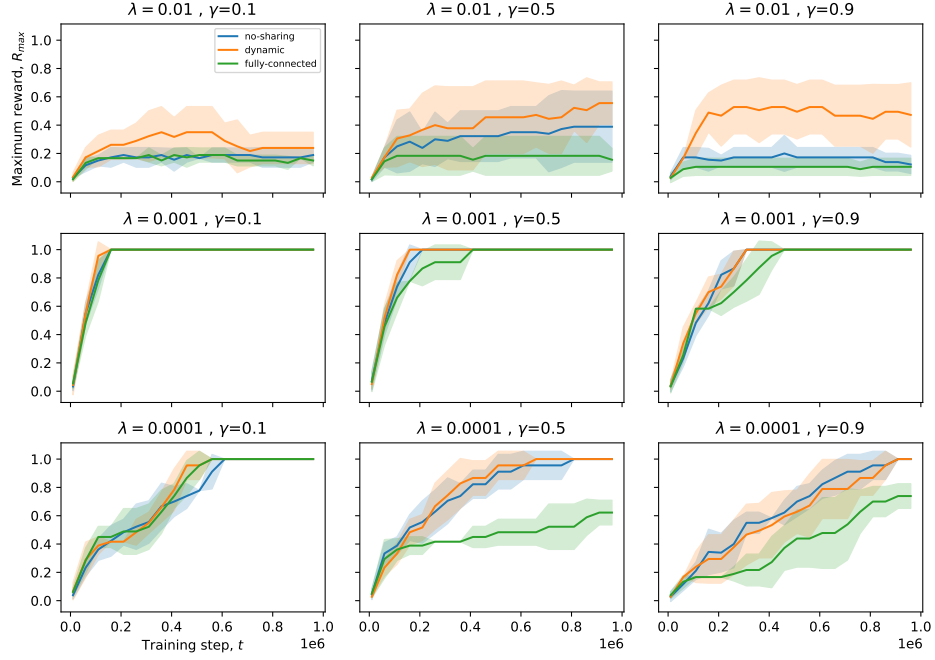 λ = 0.01 , γ=0.1
λ = 0.01 , γ=0.5
λ = 0.01 , γ=0.9
Maximum reward, Rmax
1.0
0.8
0.6
0.4
0.2
0.0
no-sharing
dynamic
fully-connected
λ = 0.001 , γ=0.1
λ = 0.001 , γ=0.5
λ = 0.001 , γ=0.9
1.0
0.8
0.6
0.4
0.2
0.0
λ = 0.0001 , γ=0.1
λ = 0.0001 , γ=0.5
λ = 0.0001 , γ=0.9
1.0
0.8
0.6
0.4
0.2
0.0
0.0 0.2 0.4 0.6 0.8 1.0
1e6
Training step, t
0.0 0.2 0.4 0.6 0.8 1.0
1e6
0.0 0.2 0.4 0.6 0.8 1.0
1e6